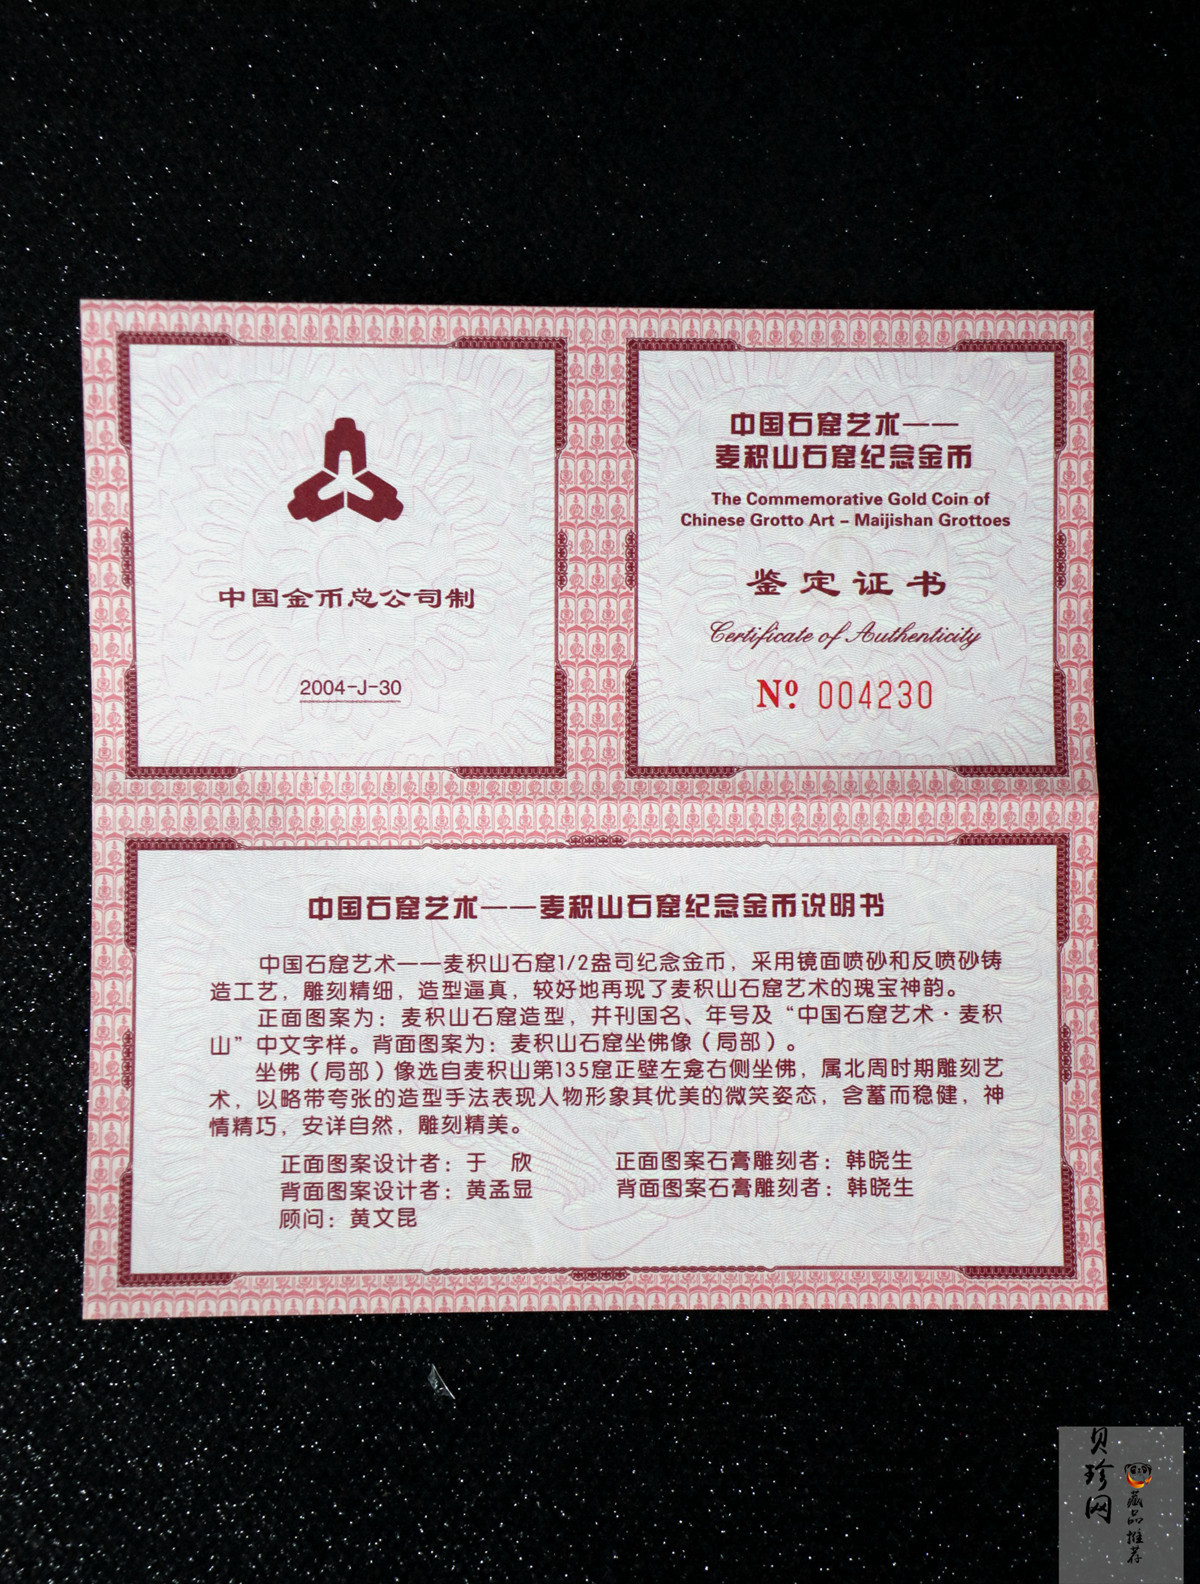 中国金币总公司制
2004-J-30
中国石窟艺术——
麦积山石窟纪念金币
The Commemorative Gold Coin of
Chinese Grotto Art - Maijishan Grottoes
鉴定证书
Certificate of Authenticity
Nº 004230
中国石窟艺术——麦积山石窟纪念金币说明书
中国石窟艺术——麦积山石窟1/2盎司纪念金币，采用镜面喷砂和反喷砂铸
造工艺，雕刻精细，造型逼真，较好地再现了麦积山石窟艺术的瑰宝神韵。
正面图案为：麦积山石窟造型，并刊国名、年号及“中国石窟艺术·麦积
山”中文字样。背面图案为：麦积山石窟坐佛像（局部）。
坐佛（局部）像选自麦积山第135窟正壁左龛右侧坐佛，属北周时期雕刻艺
术，以略带夸张的造型手法表现人物形象其优美的微笑姿态，含蓄而稳健，神
情精巧，安详自然，雕刻精美。
正面图案设计者：于　欣　正面图案石膏雕刻者：韩晓生
背面图案设计者：黄孟显　背面图案石膏雕刻者：韩晓生
顾问：黄文昆
贝珍网
藏品推荐